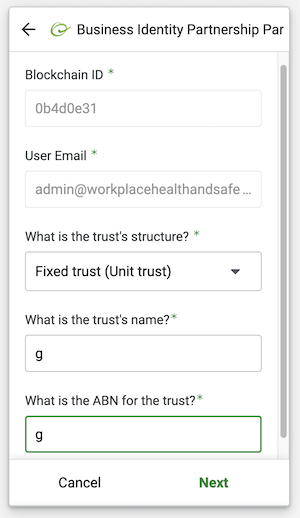 Business Identity Partnership Par
Blockchain ID *
0b4d0e31
User Email *
admin@workplacehealthandsafe ...
What is the trust's structure? *
Fixed trust (Unit trust)
What is the trust's name?*
g
What is the ABN for the trust?*
g
Cancel Next